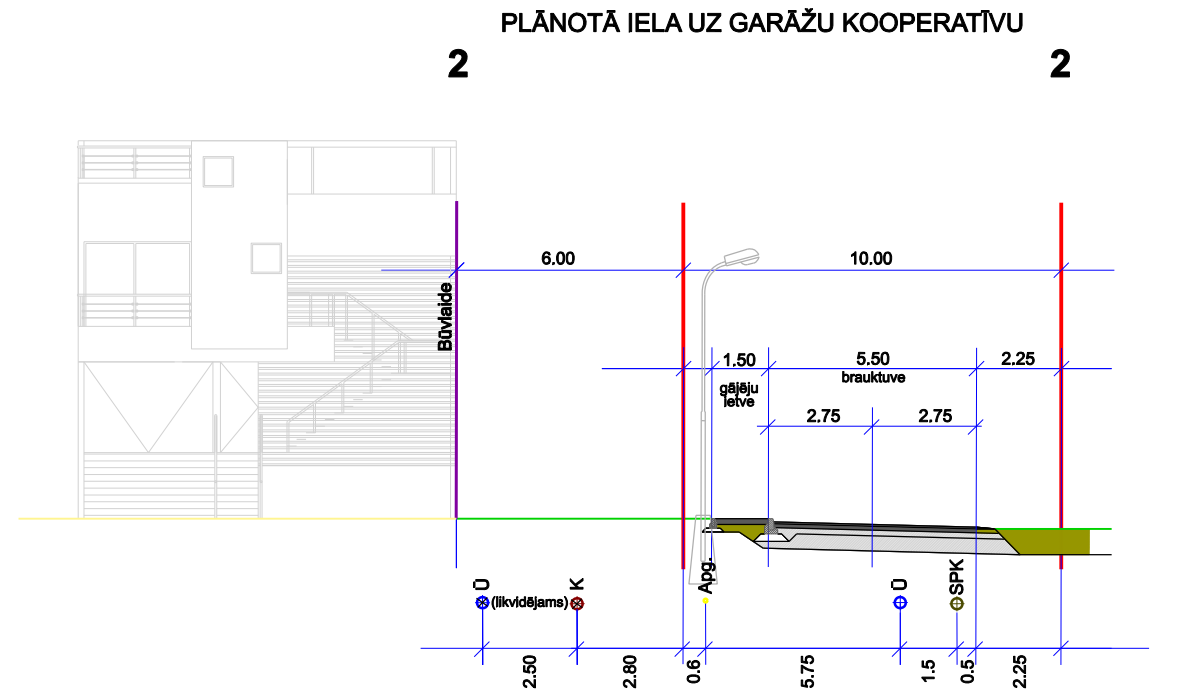 PLĀNOTĀ IELA UZ GARĀŽU KOOPERATĪVU
2
2
6.00
10.00
Būvlaide
1.50
5.50
2.25
gājēju
ietve
brauktuve
2.75
2.75
Apg.
Ū
(likvidējams)
K
Ū
SPK
2.50
2.80
0.6
5.75
1.5
0.5
2.25